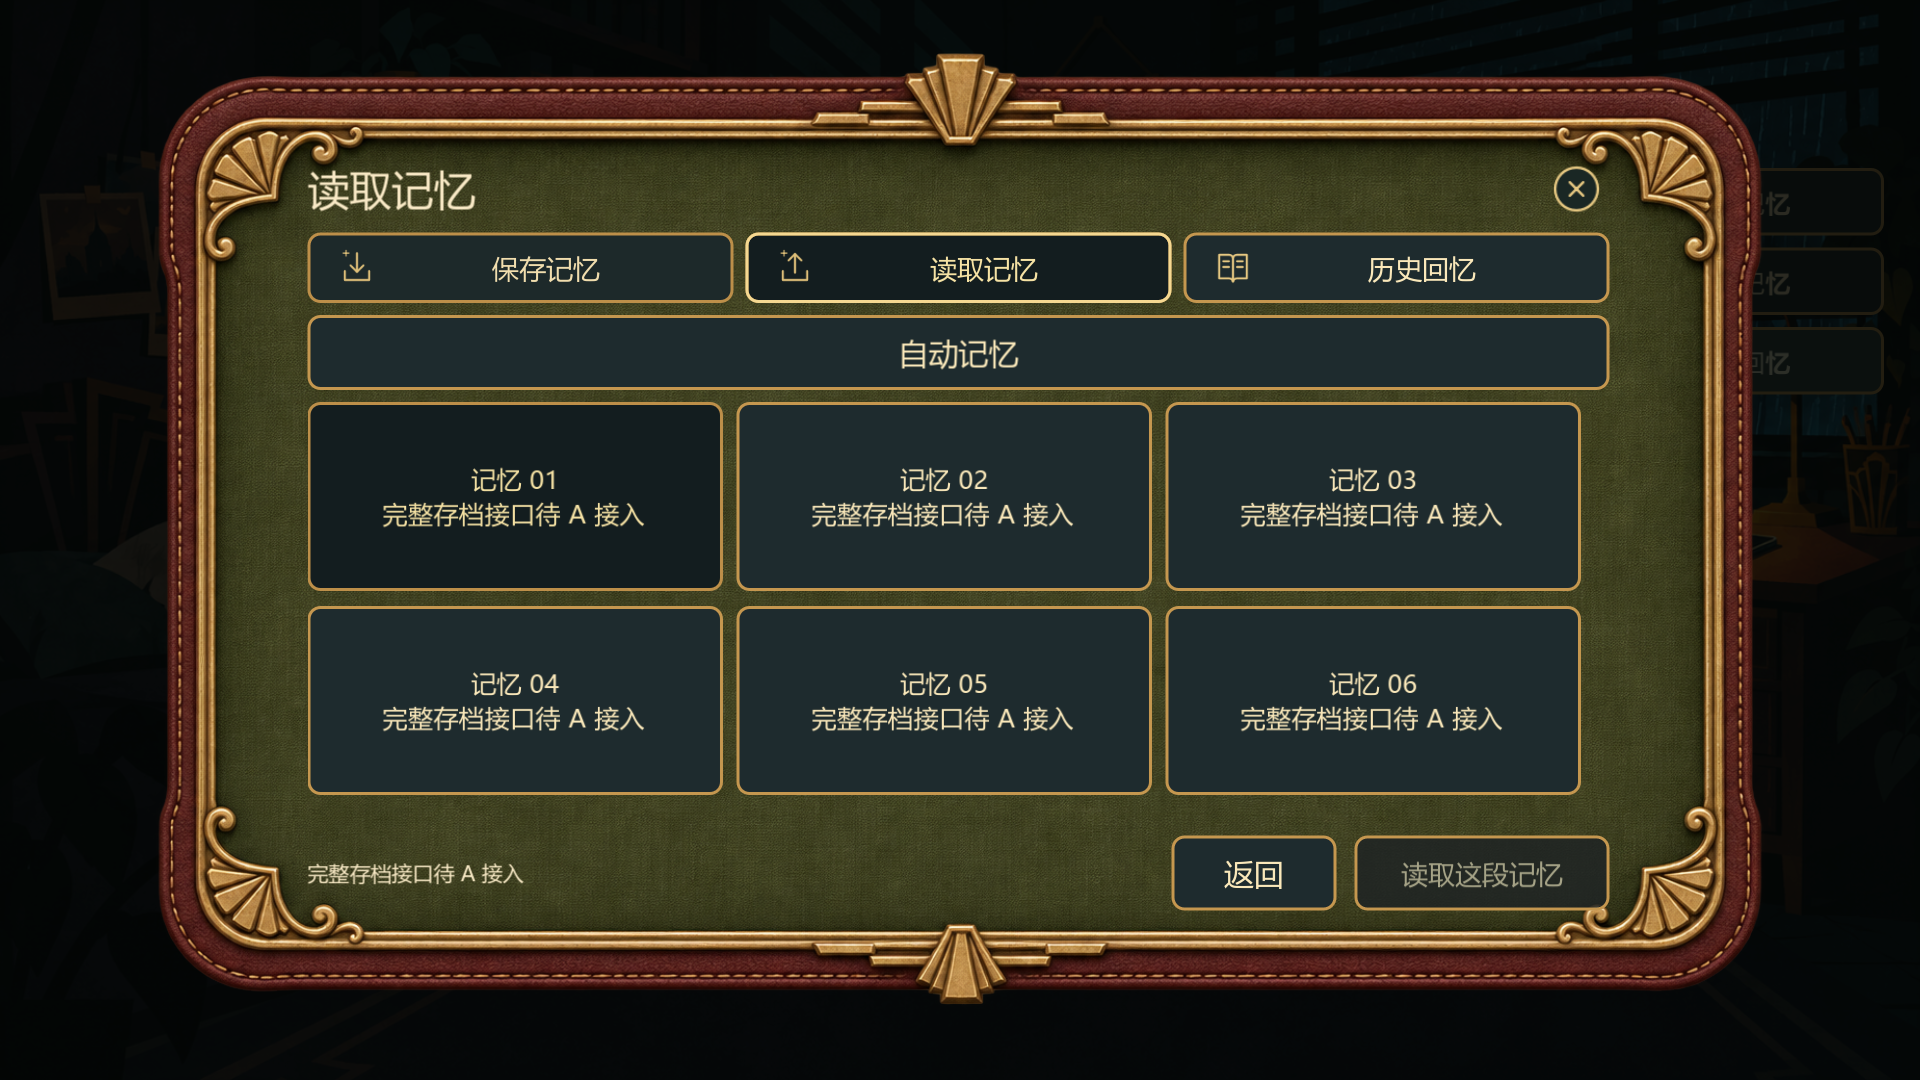 读取记忆
保存记忆
读取记忆
历史回忆
自动记忆
记忆 01
完整存档接口待 A 接入
记忆 02
完整存档接口待 A 接入
记忆 03
完整存档接口待 A 接入
记忆 04
完整存档接口待 A 接入
记忆 05
完整存档接口待 A 接入
记忆 06
完整存档接口待 A 接入
完整存档接口待 A 接入
返回
读取这段记忆
忆
忆
回忆